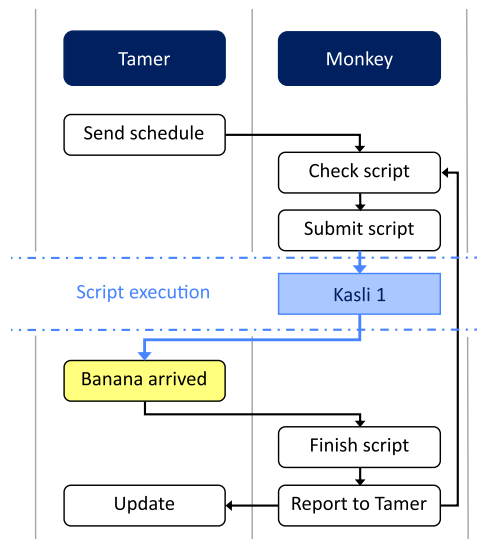 Tamer
Monkey
Send schedule
Check script
Submit script
Script execution
Kasli 1
Banana arrived
Finish script
Update
Report to Tamer